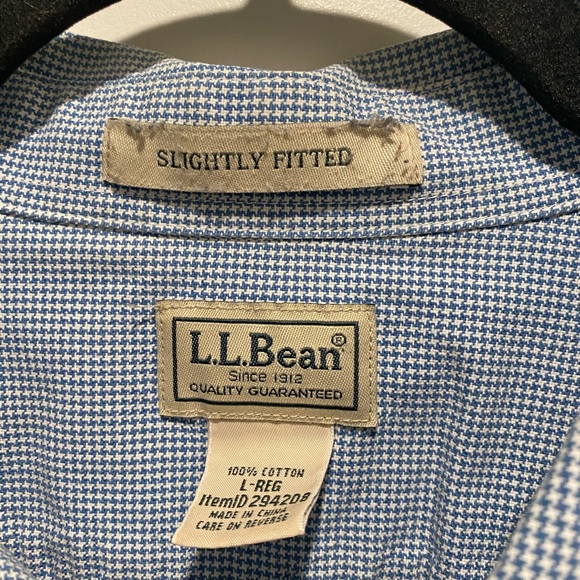 SLIGHTLY FITTED
L.L.Bean®
Since 1912
QUALITY GUARANTEED
100% COTTON
L-REG
ItemID 294208
MADE IN CHINA
CARE ON REVERSE